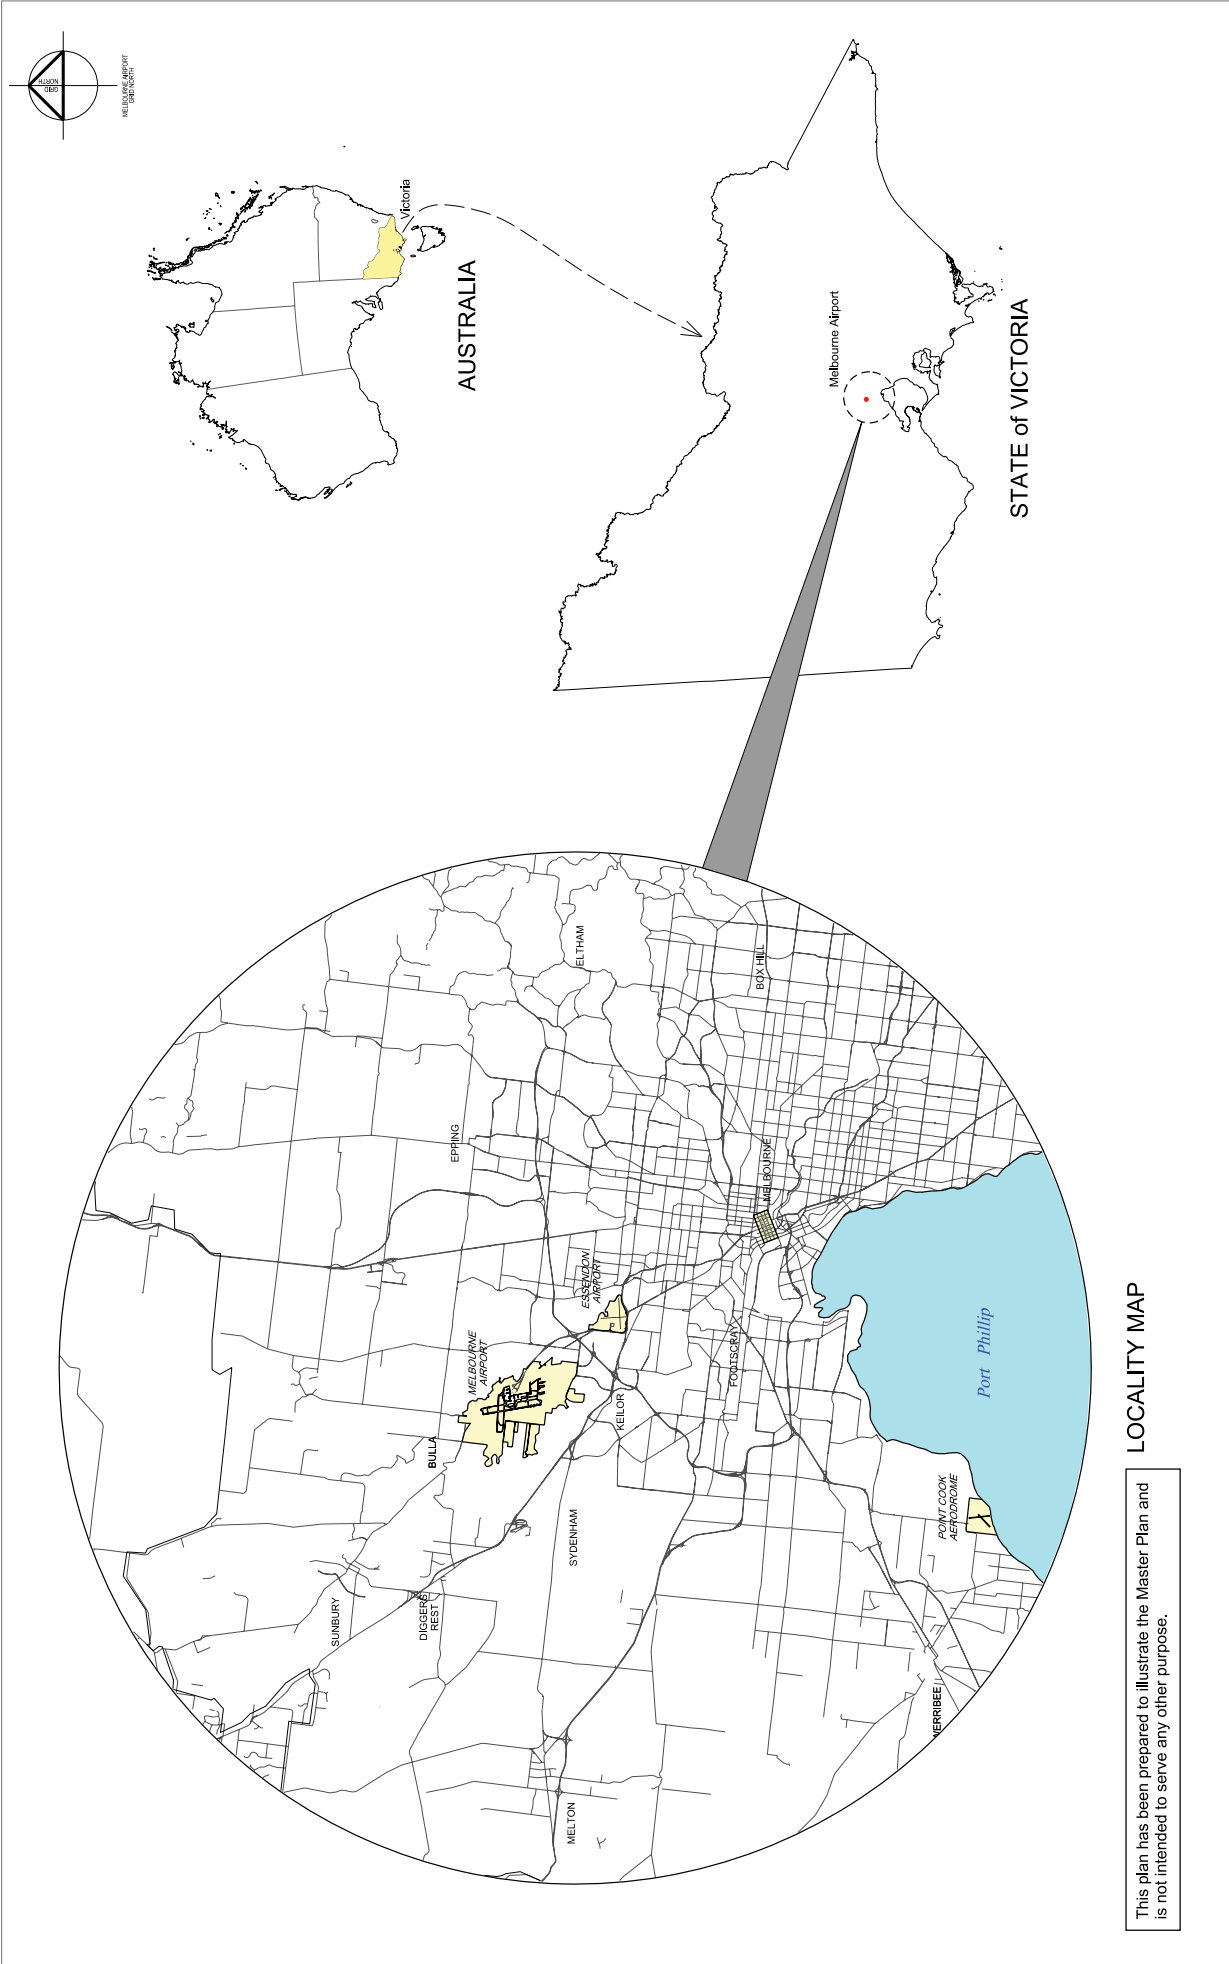 GRID
NORTH
MELBOURNE AIRPORT
GRID NORTH
Victoria
AUSTRALIA
Melbourne Airport
STATE of VICTORIA
ELTHAM
BOX HILL
EPPING
MELBOURNE
ESSENDON
AIRPORT
MELBOURNE
AIRPORT
FOOTSCRAY
KEILOR
BULLA
Port Phillip
SYDENHAM
POINT COOK
AERODROME
SUNBURY
DIGGERS
REST
MELTON
ERRIBEE
LOCALITY MAP
This plan has been prepared to illustrate the Master Plan and
is not intended to serve any other purpose.